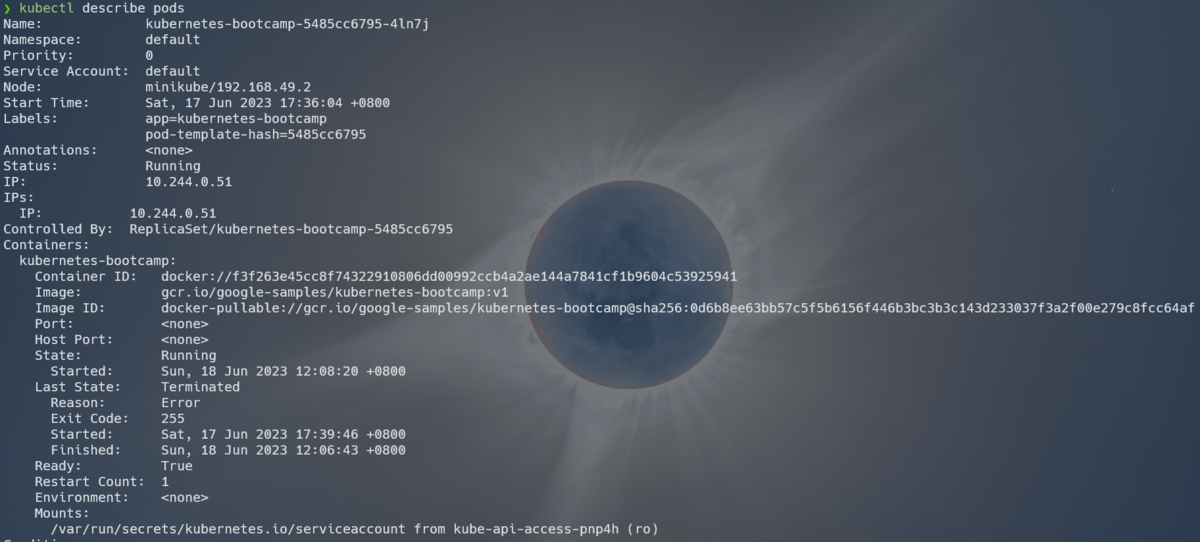 ❯ kubectl describe pods
Name:             kubernetes-bootcamp-5485cc6795-4ln7j
Namespace:        default
Priority:         0
Service Account:  default
Node:             minikube/192.168.49.2
Start Time:       Sat, 17 Jun 2023 17:36:04 +0800
Labels:           app=kubernetes-bootcamp
                  pod-template-hash=5485cc6795
Annotations:      <none>
Status:           Running
IP:               10.244.0.51
IPs:
  IP:           10.244.0.51
Controlled By:  ReplicaSet/kubernetes-bootcamp-5485cc6795
Containers:
  kubernetes-bootcamp:
    Container ID:   docker://f3f263e45cc8f74322910806dd00992ccb4a2ae144a7841cf1b9604c53925941
    Image:          gcr.io/google-samples/kubernetes-bootcamp:v1
    Image ID:       docker-pullable://gcr.io/google-samples/kubernetes-bootcamp@sha256:0d6b8ee63bb57c5f5b6156f446b3bc3b3c143d233037f3a2f00e279c8fcc64af
    Port:           <none>
    Host Port:      <none>
    State:          Running
      Started:      Sun, 18 Jun 2023 12:08:20 +0800
    Last State:     Terminated
      Reason:       Error
      Exit Code:    255
      Started:      Sat, 17 Jun 2023 17:39:46 +0800
      Finished:     Sun, 18 Jun 2023 12:06:43 +0800
    Ready:          True
    Restart Count:  1
    Environment:    <none>
    Mounts:
      /var/run/secrets/kubernetes.io/serviceaccount from kube-api-access-pnp4h (ro)